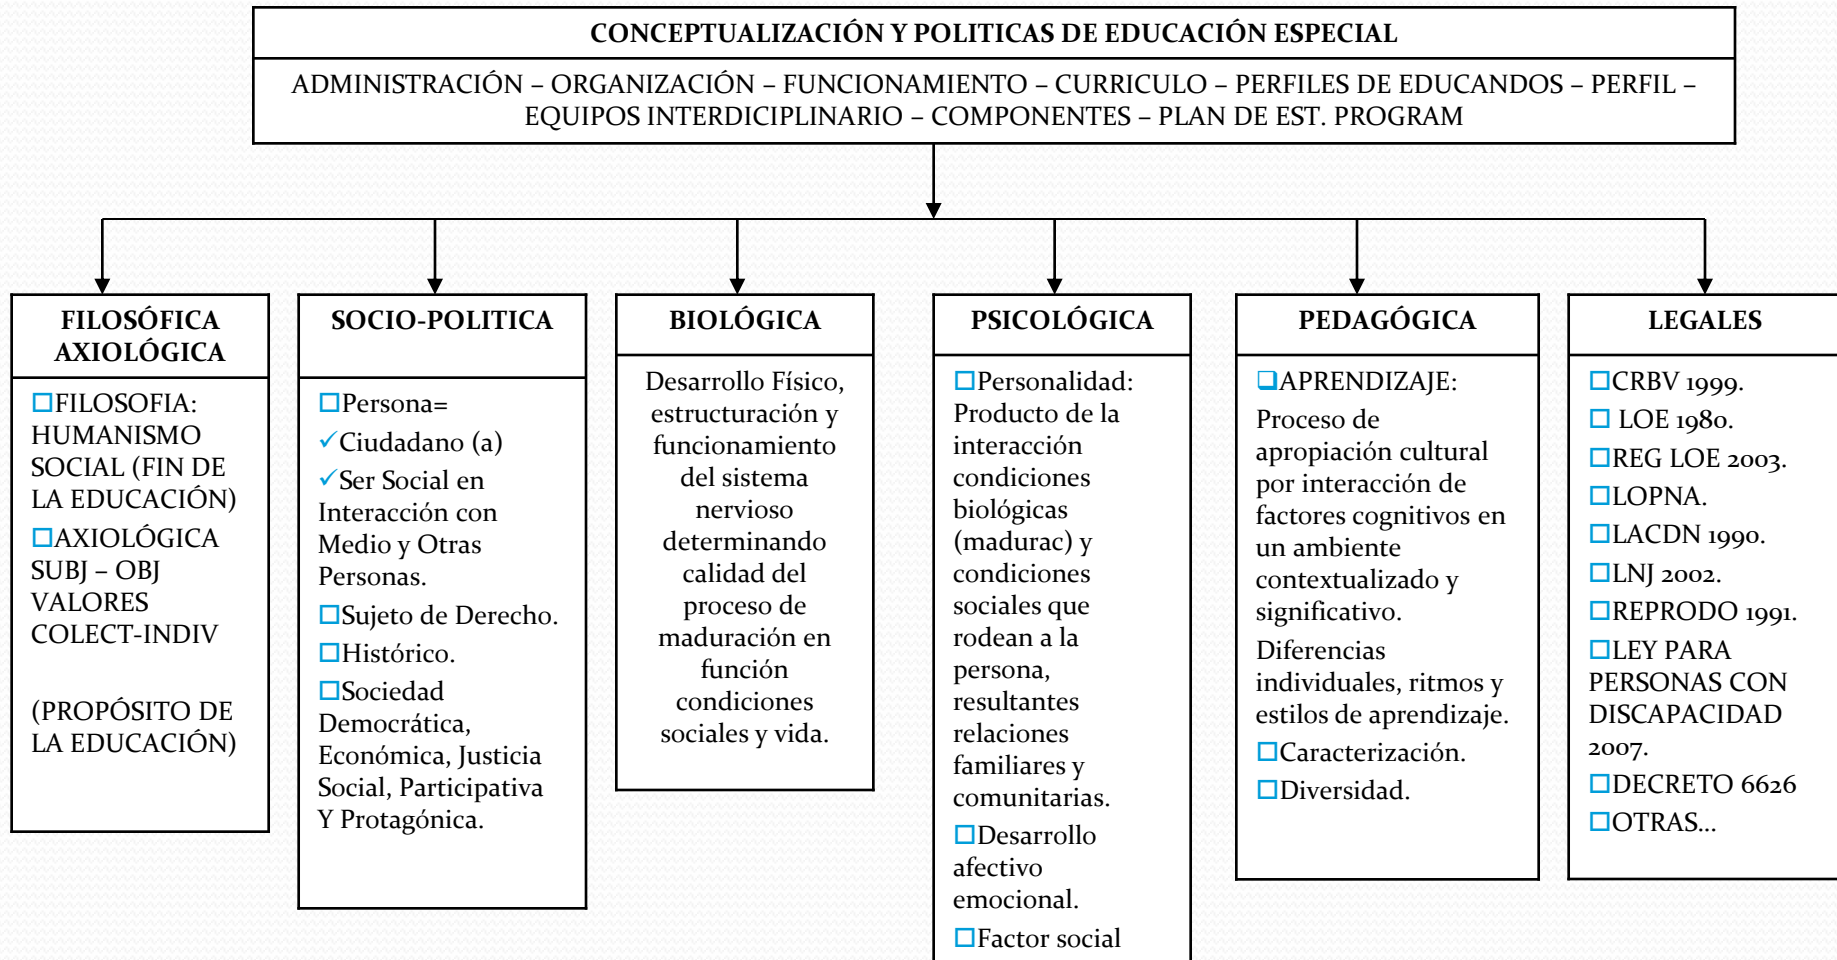 CONCEPTUALIZACIÓN Y POLITICAS DE EDUCACIÓN ESPECIAL
ADMINISTRACIÓN – ORGANIZACIÓN – FUNCIONAMIENTO – CURRICULO – PERFILES DE EDUCANDOS – PERFIL –
EQUIPOS INTERDICIPLINARIO – COMPONENTES – PLAN DE EST. PROGRAM
FILOSÓFICA
AXIOLÓGICA
FILOSOFIA:
HUMANISMO
SOCIAL (FIN DE
LA EDUCACIÓN)
AXIOLÓGICA
SUBJ – OBJ
VALORES
COLECT-INDIV
(PROPÓSITO DE
LA EDUCACIÓN)
SOCIO-POLITICA
Persona=
✓Ciudadano (a)
✓Ser Social en
Interacción con
Medio y Otras
Personas.
Sujeto de Derecho.
Histórico.
Sociedad
Democrática,
Económica, Justicia
Social, Participativa
Y Protagónica.
BIOLÓGICA
Desarrollo Físico,
estructuración y
funcionamiento
del sistema
nervioso
determinando
calidad del
proceso de
maduración en
función
condiciones
sociales y vida.
PSICOLÓGICA
Personalidad:
Producto de la
interacción
condiciones
biológicas
(madurac) y
condiciones
sociales que
rodean a la
persona,
resultantes
relaciones
familiares y
comunitarias.
Desarrollo
afectivo
emocional.
Factor social
PEDAGÓGICA
APRENDIZAJE:
Proceso de
apropiación cultural
por interacción de
factores cognitivos en
un ambiente
contextualizado y
significativo.
Diferencias
individuales, ritmos y
estilos de aprendizaje.
Caracterización.
Diversidad.
LEGALES
CRBV 1999.
LOE 1980.
REG LOE 2003.
LOPNA.
LACDN 1990.
LNJ 2002.
REPRODO 1991.
LEY PARA
PERSONAS CON
DISCAPACIDAD
2007.
DECRETO 6626
OTRAS…